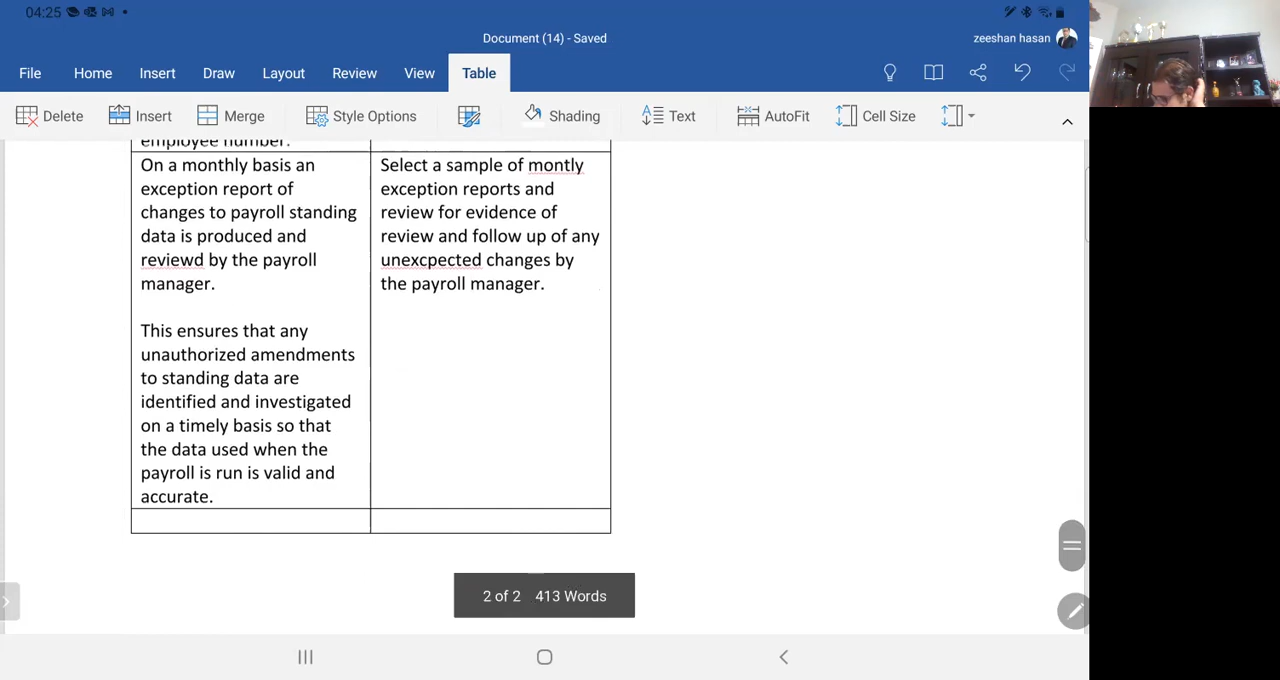 04:25
Document (14) - Saved
zeeshan hasan
File Home Insert Draw Layout Review View Table
Delete Insert Merge Style Options Shading Text AutoFit Cell Size
employee number.
On a monthly basis an
exception report of
changes to payroll standing
data is produced and
reviewd by the payroll
manager.
This ensures that any
unauthorized amendments
to standing data are
identified and investigated
on a timely basis so that
the data used when the
payroll is run is valid and
accurate.
Select a sample of montly
exception reports and
review for evidence of
review and follow up of any
unexcpected changes by
the payroll manager.
2 of 2 413 Words